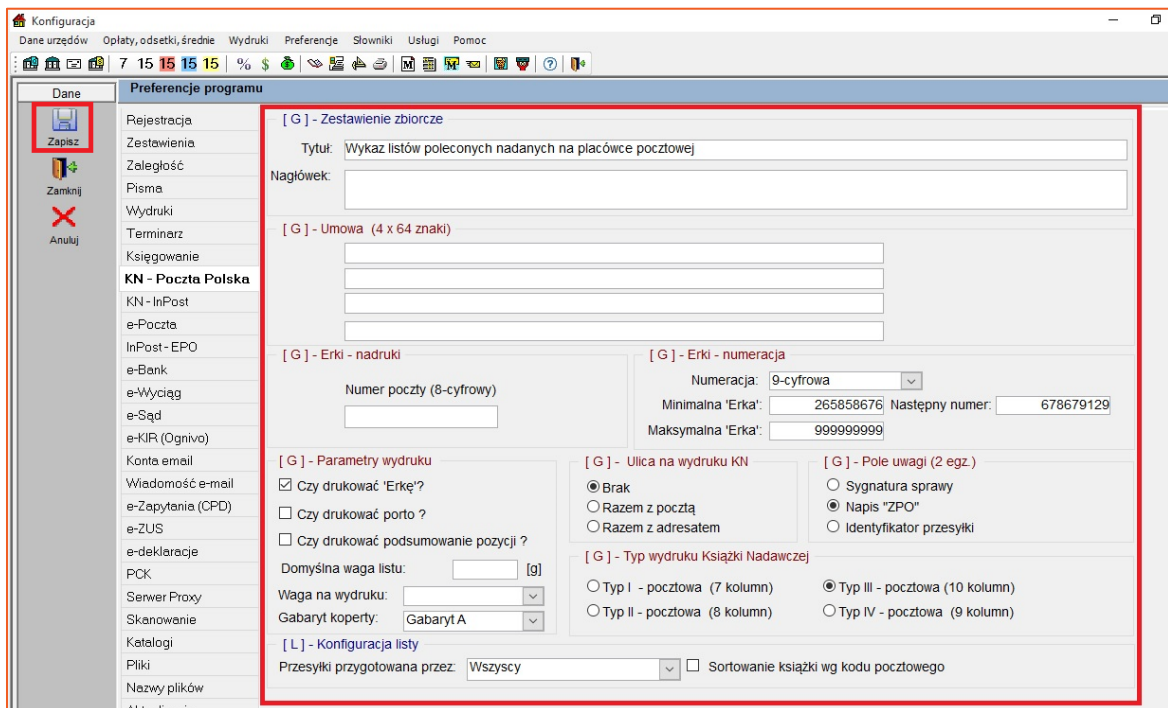 Konfiguracja
Dane urzędów Opłaty, odsetki, średnie Wydruki Preferencje Słowniki Usługi Pomoc
7 15 15 15 15 % $ M M ?
Dane
Preferencje programu
Zapisz
Zamknij
Anuluj
Rejestracja
Zestawienia
Zaległość
Pisma
Wydruki
Terminarz
Księgowanie
KN - Poczta Polska
KN - InPost
e-Poczta
InPost - EPO
e-Bank
e-Wyciąg
e-Sąd
e-KIR (Ognivo)
Konta email
Wiadomość e-mail
e-Zapytania (CPD)
e-ZUS
e-deklaracje
PCK
Serwer Proxy
Skanowanie
Katalogi
Pliki
Nazwy plików
[ G ] - Zestawienie zbiorcze
Tytuł: Wykaz listów poleconych nadanych na placówce pocztowej
Nagłówek:
[ G ] - Umowa (4 x 64 znaki)
[ G ] - Erki - nadruki
Numer poczty (8-cyfrowy)
[ G ] - Erki - numeracja
Numeracja: 9-cyfrowa
Minimalna 'Erka': 265858676 Następny numer: 678679129
Maksymalna 'Erka': 999999999
[ G ] - Parametry wydruku
Czy drukować 'Erkę'?
Czy drukować porto ?
Czy drukować podsumowanie pozycji ?
Domyślna waga listu: [g]
Waga na wydruku:
Gabaryt koperty: Gabaryt A
[ G ] - Ulica na wydruku KN
Brak
Razem z pocztą
Razem z adresatem
[ G ] - Pole uwagi (2 egz.)
Sygnatura sprawy
Napis "ZPO"
Identyfikator przesyłki
[ G ] - Typ wydruku Książki Nadawczej
Typ I - pocztowa (7 kolumn) Typ III - pocztowa (10 kolumn)
Typ II - pocztowa (8 kolumn) Typ IV - pocztowa (9 kolumn)
[ L ] - Konfiguracja listy
Przesyłki przygotowana przez: Wszyscy Sortowanie książki wg kodu pocztowego